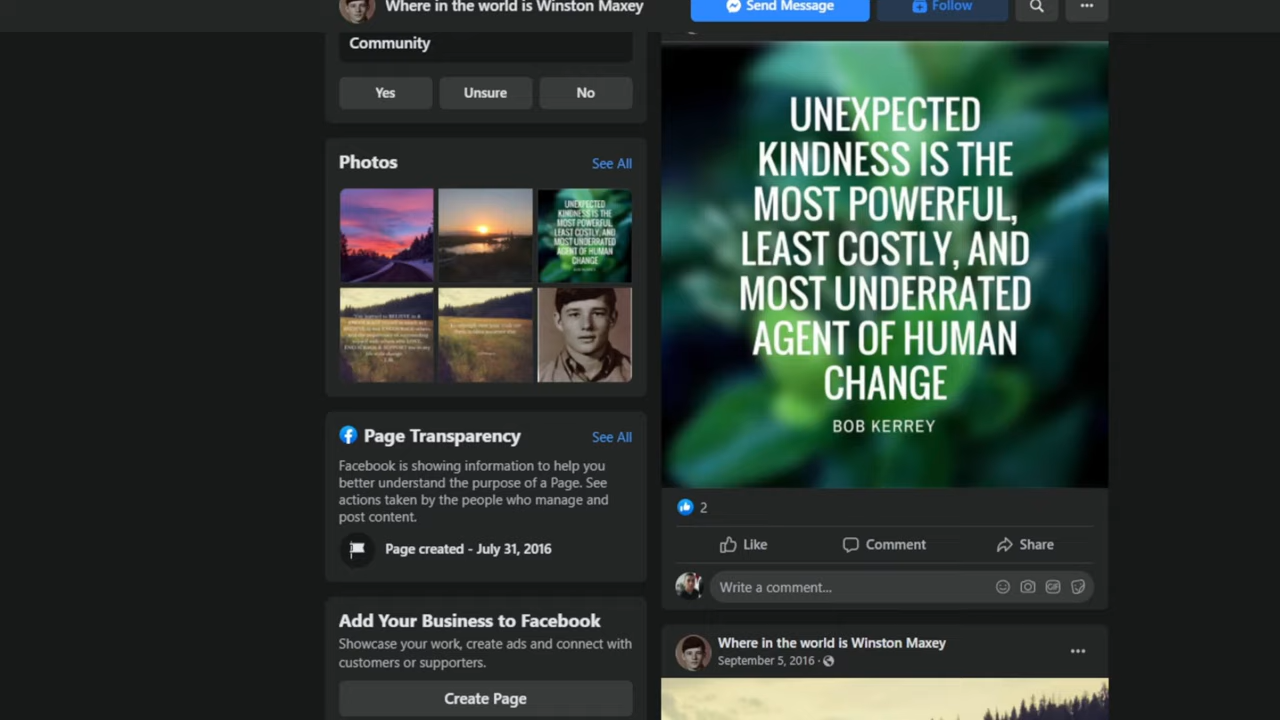 Where in the world is Winston Maxey
Send Message
Follow
Community
Yes
Unsure
No
Photos
See All
UNEXPECTED
KINDNESS IS THE
MOST POWERFUL,
LEAST COSTLY, AND
MOST UNDERRATED
AGENT OF HUMAN
CHANGE
BOB KERREY
Page Transparency
See All
Facebook is showing information to help you
better understand the purpose of a Page. See
actions taken by the people who manage and
post content.
Page created - July 31, 2016
Add Your Business to Facebook
Showcase your work, create ads and connect with
customers or supporters.
Create Page
UNEXPECTED
KINDNESS IS THE
MOST POWERFUL,
LEAST COSTLY, AND
MOST UNDERRATED
AGENT OF HUMAN
CHANGE
BOB KERREY
2
Like
Comment
Share
Write a comment...
GIF
Where in the world is Winston Maxey
September 5, 2016